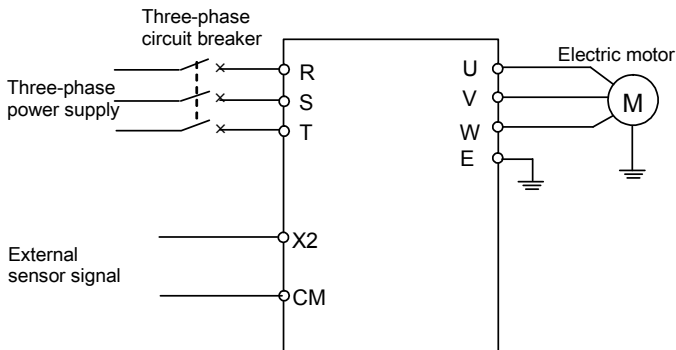 Three-phase
circuit breaker
Three-phase
power supply
R
S
T
U
V
W
E
Electric motor
M
External
sensor signal
X2
CM